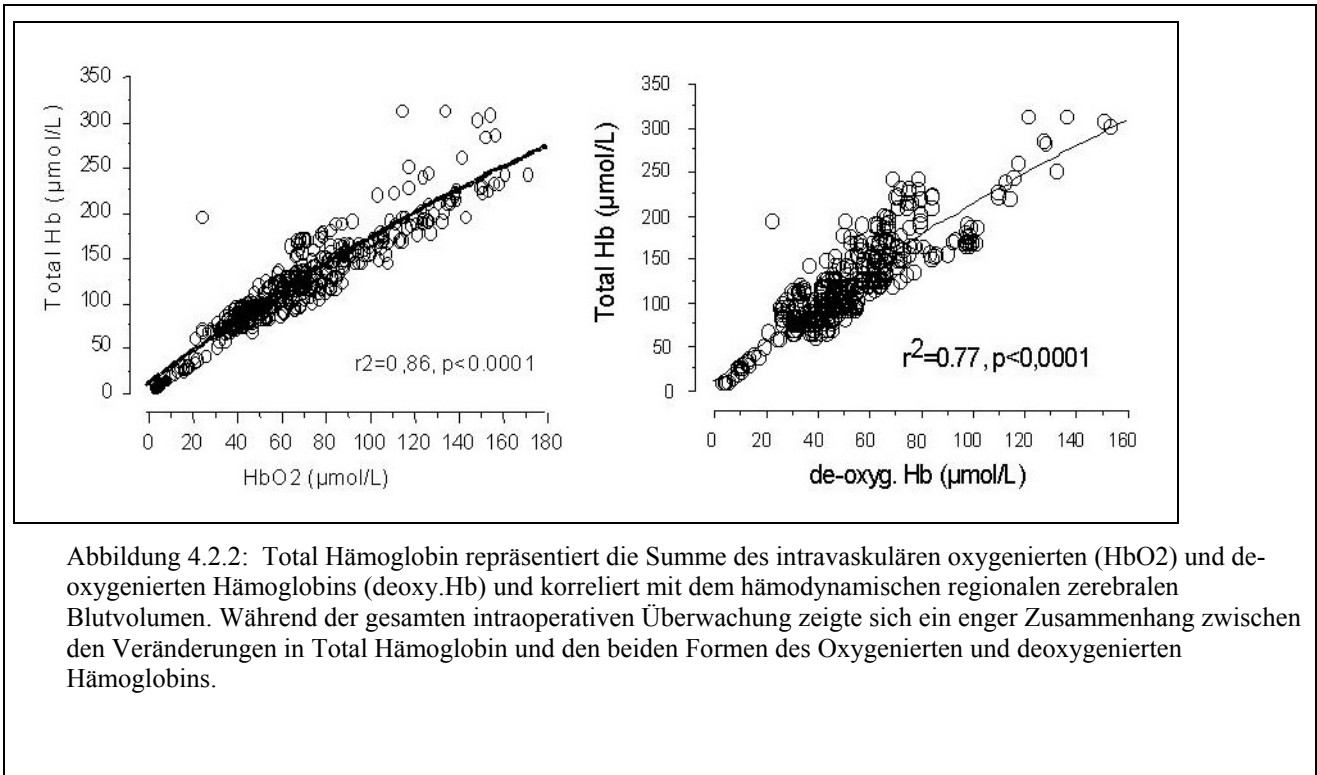 350
300
250
200
150
100
50
0
Total Hb (µmol/L)
r2=0,86, p<0.0001
0 20 40 60 80 100 120 140 160 180
HbO2 (µmol/L)
350
300
250
200
150
100
50
0
Total Hb (µmol/L)
r2=0.77, p<0,0001
0 20 40 60 80 100 120 140 160
de-oxyg. Hb (µmol/L)
Abbildung 4.2.2: Total Hämoglobin repräsentiert die Summe des intravaskulären oxygenierten (HbO2) und de-
oxygenierten Hämoglobins (deoxy.Hb) und korreliert mit dem hämodynamischen regionalen zerebralen
Blutvolumen. Während der gesamten intraoperativen Überwachung zeigte sich ein enger Zusammenhang zwischen
den Veränderungen in Total Hämoglobin und den beiden Formen des Oxygenierten und deoxygenierten
Hämoglobins.